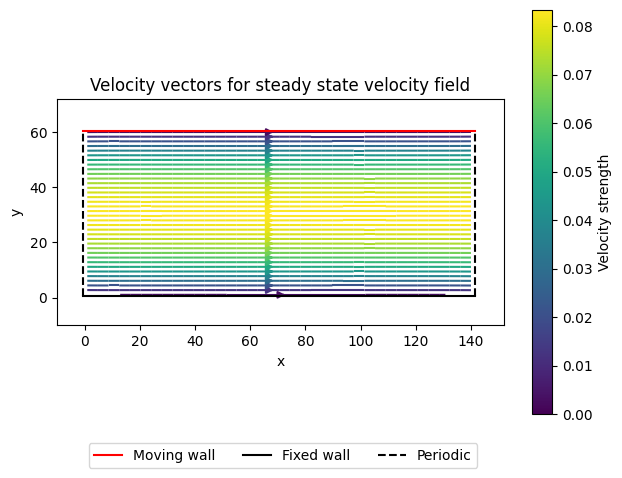 Velocity vectors for steady state velocity field
60
40
20
0
y
0 20 40 60 80 100 120 140
x
0.08
0.07
0.06
0.05
0.04
0.03
0.02
0.01
0.00
Velocity strength
Moving wall Fixed wall Periodic